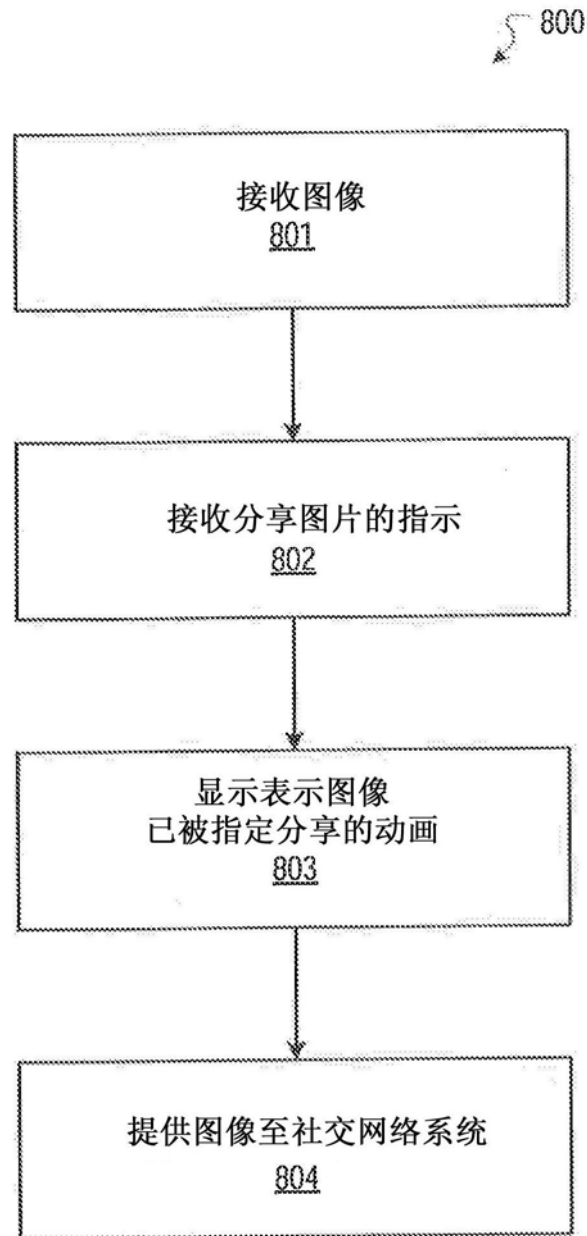 800
接收图像
801
接收分享图片的指示
802
显示表示图像
已被指定分享的动画
803
提供图像至社交网络系统
804